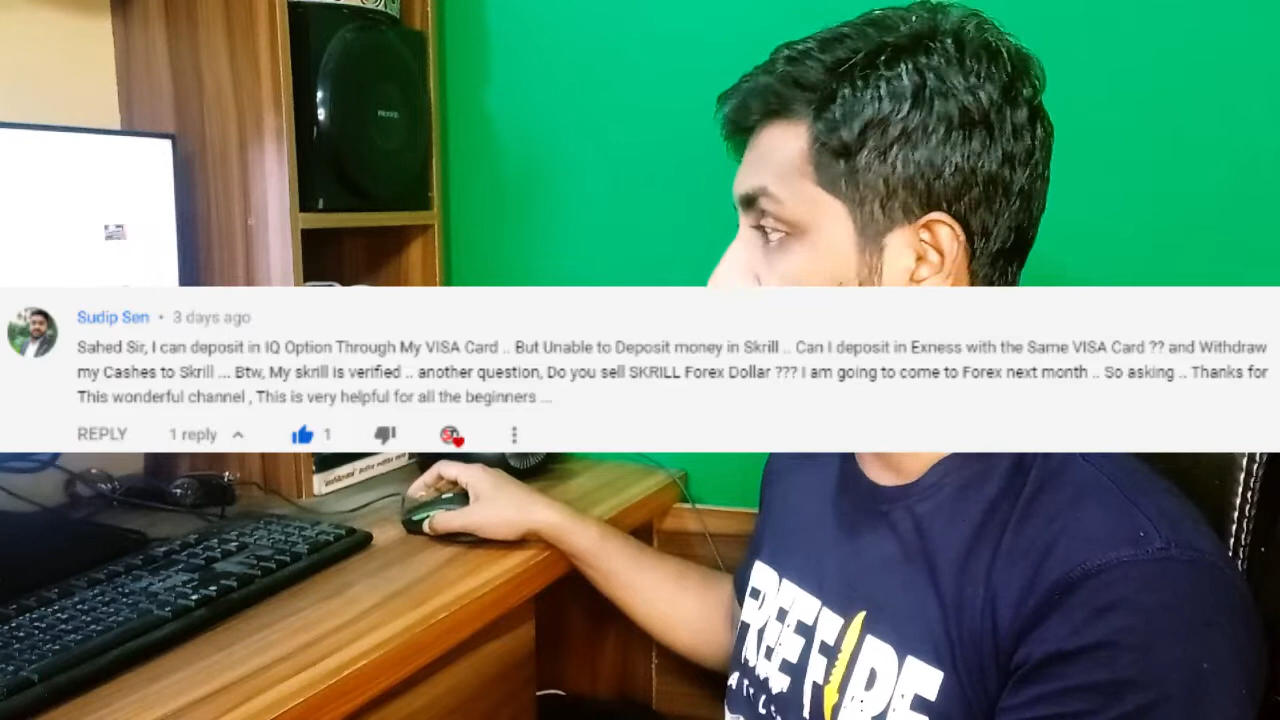 Sudip Sen • 3 days ago
Sahed Sir, I can deposit in IQ Option Through My VISA Card .. But Unable to Deposit money in Skrill .. Can I deposit in Exness with the Same VISA Card ?? and Withdraw
my Cashes to Skrill ... Btw, My skrill is verified .. another question, Do you sell SKRILL Forex Dollar ??? I am going to come to Forex next month .. So asking .. Thanks for
This wonderful channel , This is very helpful for all the beginners ...
REPLY 1 reply 1
FREE FIRE